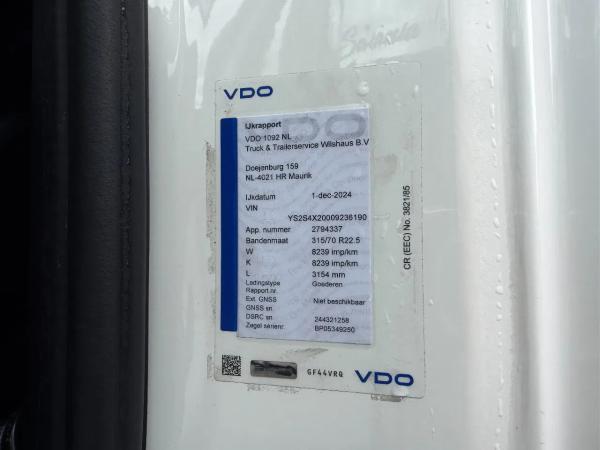 VDO
IJkrapport
VDO 1092 NL
Truck & Trailerservice Wilshaus B.V
Doejenburg 159
NL-4021 HR Maurik
IJkdatum 1-dec-2024
VIN
YS2S4X20009236190
App. nummer 2794337
Bandenmaat 315/70 R22.5
W 8239 imp/km
K 8239 imp/km
L 3154 mm
Ladingstype Goederen
Rapport.nr.
Ext. GNSS Niet beschikbaar
GNSS sn.
DSRC sn 244321258
Zegel serienr: BP05349250
CR (EEC) No. 3821/85
GF44VRQ
VDO